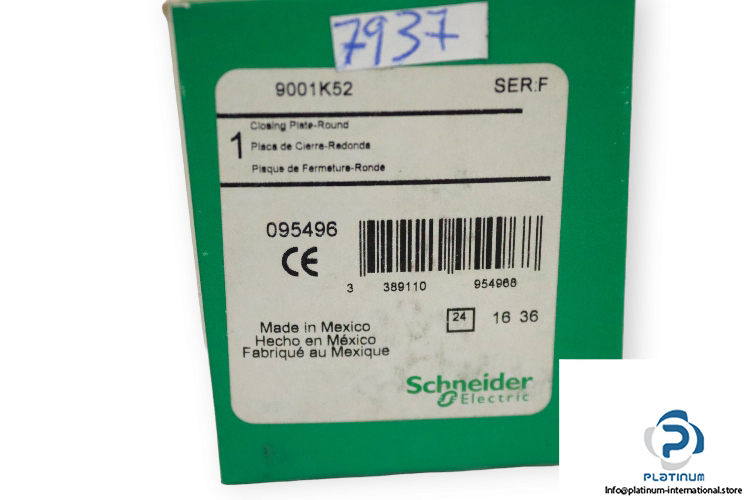 7937
9001K52 SER:F
1
Closing Plate-Round
Placa de Cierre-Redonda
Plaque de Fermeture-Ronde
095496
CE
3 389110 954968
24 16 36
Made in Mexico
Hecho en México
Fabriqué au Mexique
Schneider
Electric
PLATINUM
Info@platinum-international.store